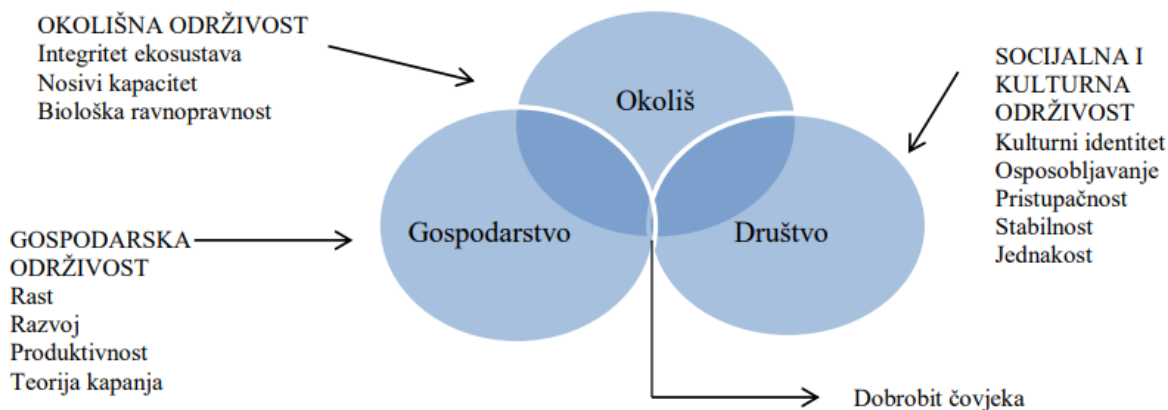 OKOLIŠNA ODRŽIVOST
Integritet ekosustava
Nosivi kapacitet
Biološka ravnopravnost
Okoliš
SOCIJALNA I
KULTURNA
ODRŽIVOST
Kulturni identitet
Osposobljavanje
Pristupačnost
Stabilnost
Jednakost
GOSPODARSKA
ODRŽIVOST
Rast
Razvoj
Produktivnost
Teorija kapanja
Gospodarstvo
Društvo
Dobrobit čovjeka